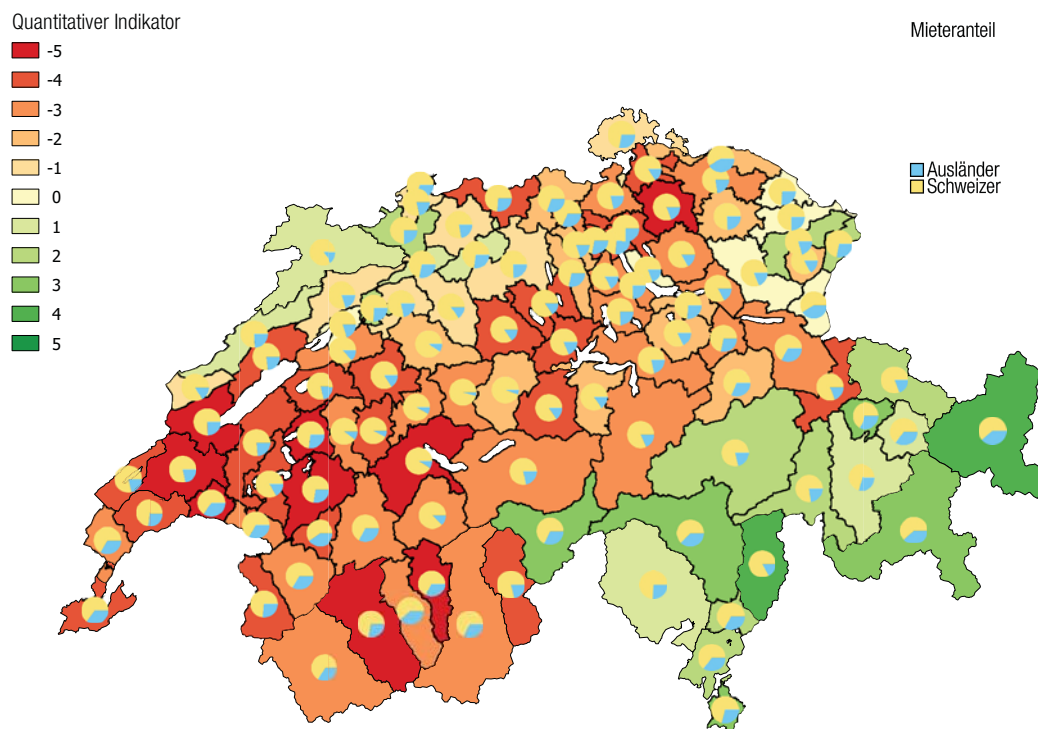 Quantitativer Indikator
-5
-4
-3
-2
-1
0
1
2
3
4
5
Mieteranteil
Ausländer
Schweizer